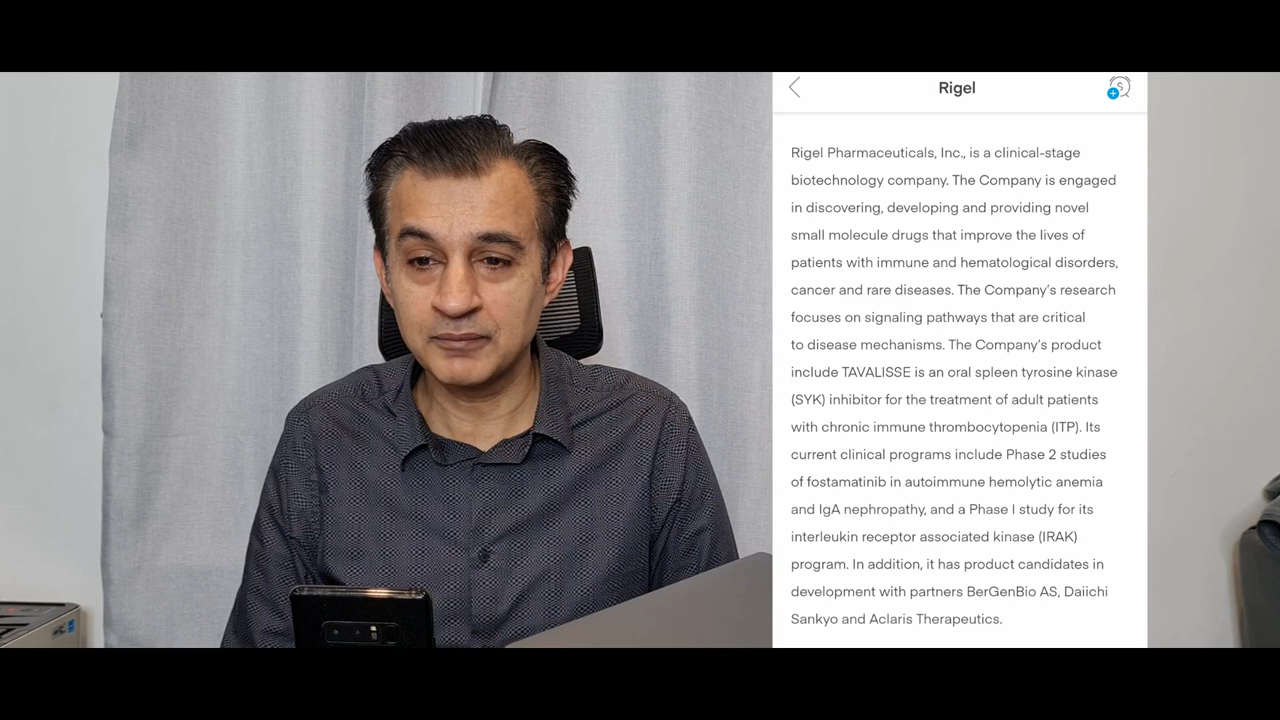 Rigel
Rigel Pharmaceuticals, Inc., is a clinical-stage
biotechnology company. The Company is engaged
in discovering, developing and providing novel
small molecule drugs that improve the lives of
patients with immune and hematological disorders,
cancer and rare diseases. The Company's research
focuses on signaling pathways that are critical
to disease mechanisms. The Company's product
include TAVALISSE is an oral spleen tyrosine kinase
(SYK) inhibitor for the treatment of adult patients
with chronic immune thrombocytopenia (ITP). Its
current clinical programs include Phase 2 studies
of fostamatinib in autoimmune hemolytic anemia
and IgA nephropathy, and a Phase I study for its
interleukin receptor associated kinase (IRAK)
program. In addition, it has product candidates in
development with partners BerGenBio AS, Daiichi
Sankyo and Aclaris Therapeutics.